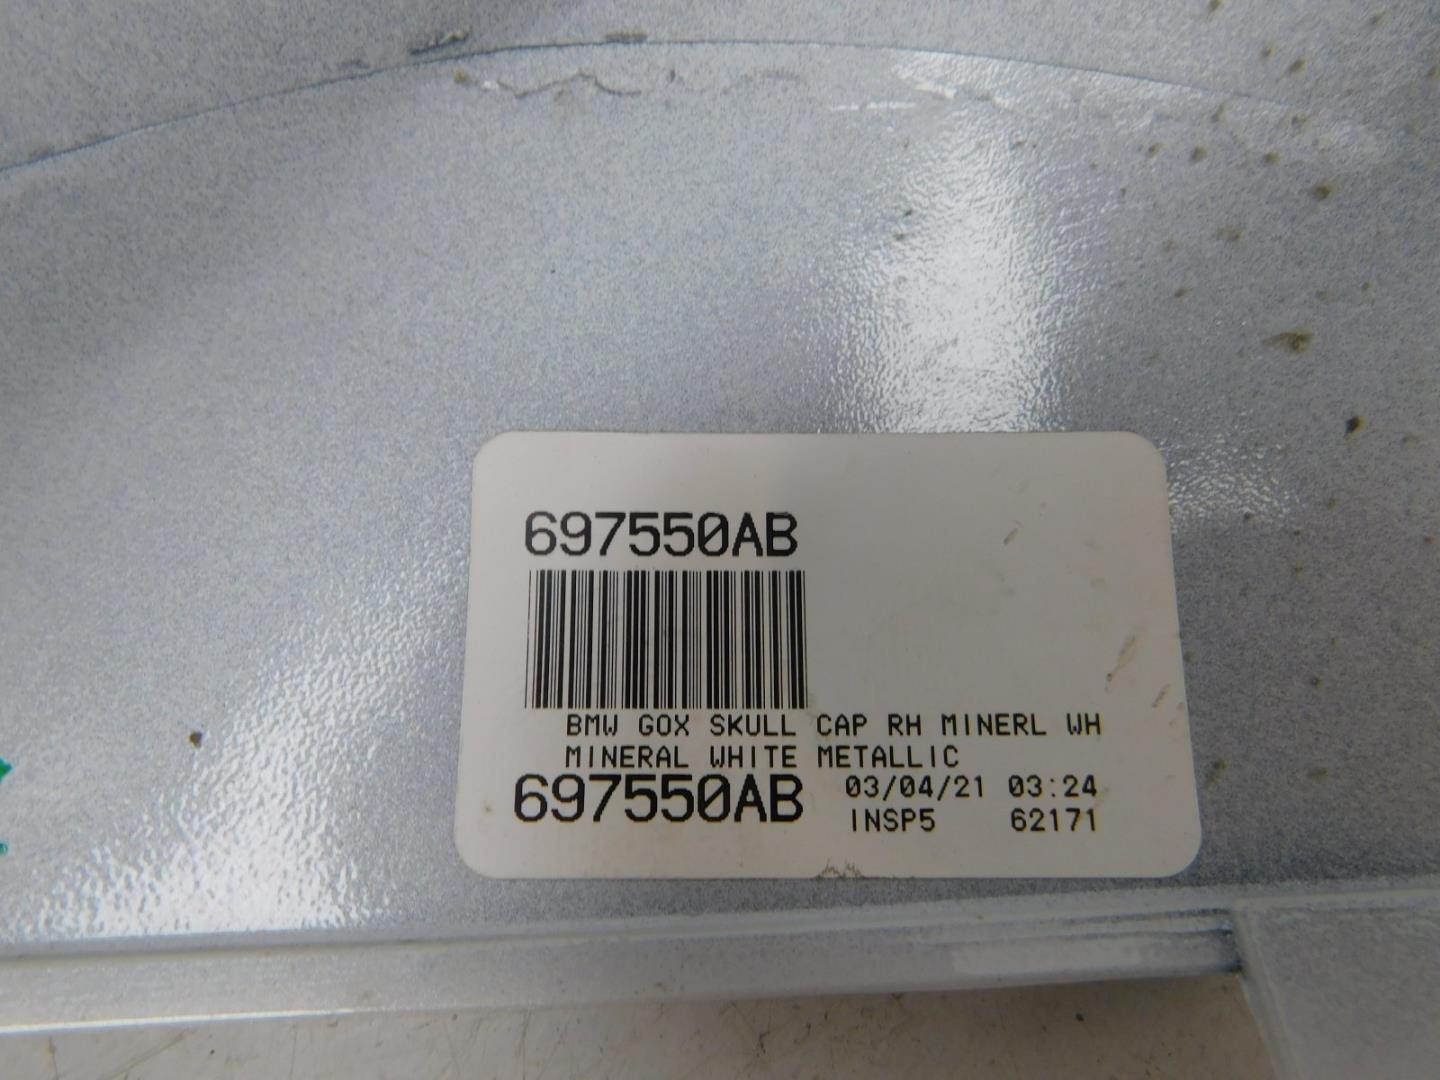 697550AB
BMW GOX SKULL CAP RH MINERL WH
MINERAL WHITE METALLIC
697550AB 03/04/21 03:24
INSP5 62171